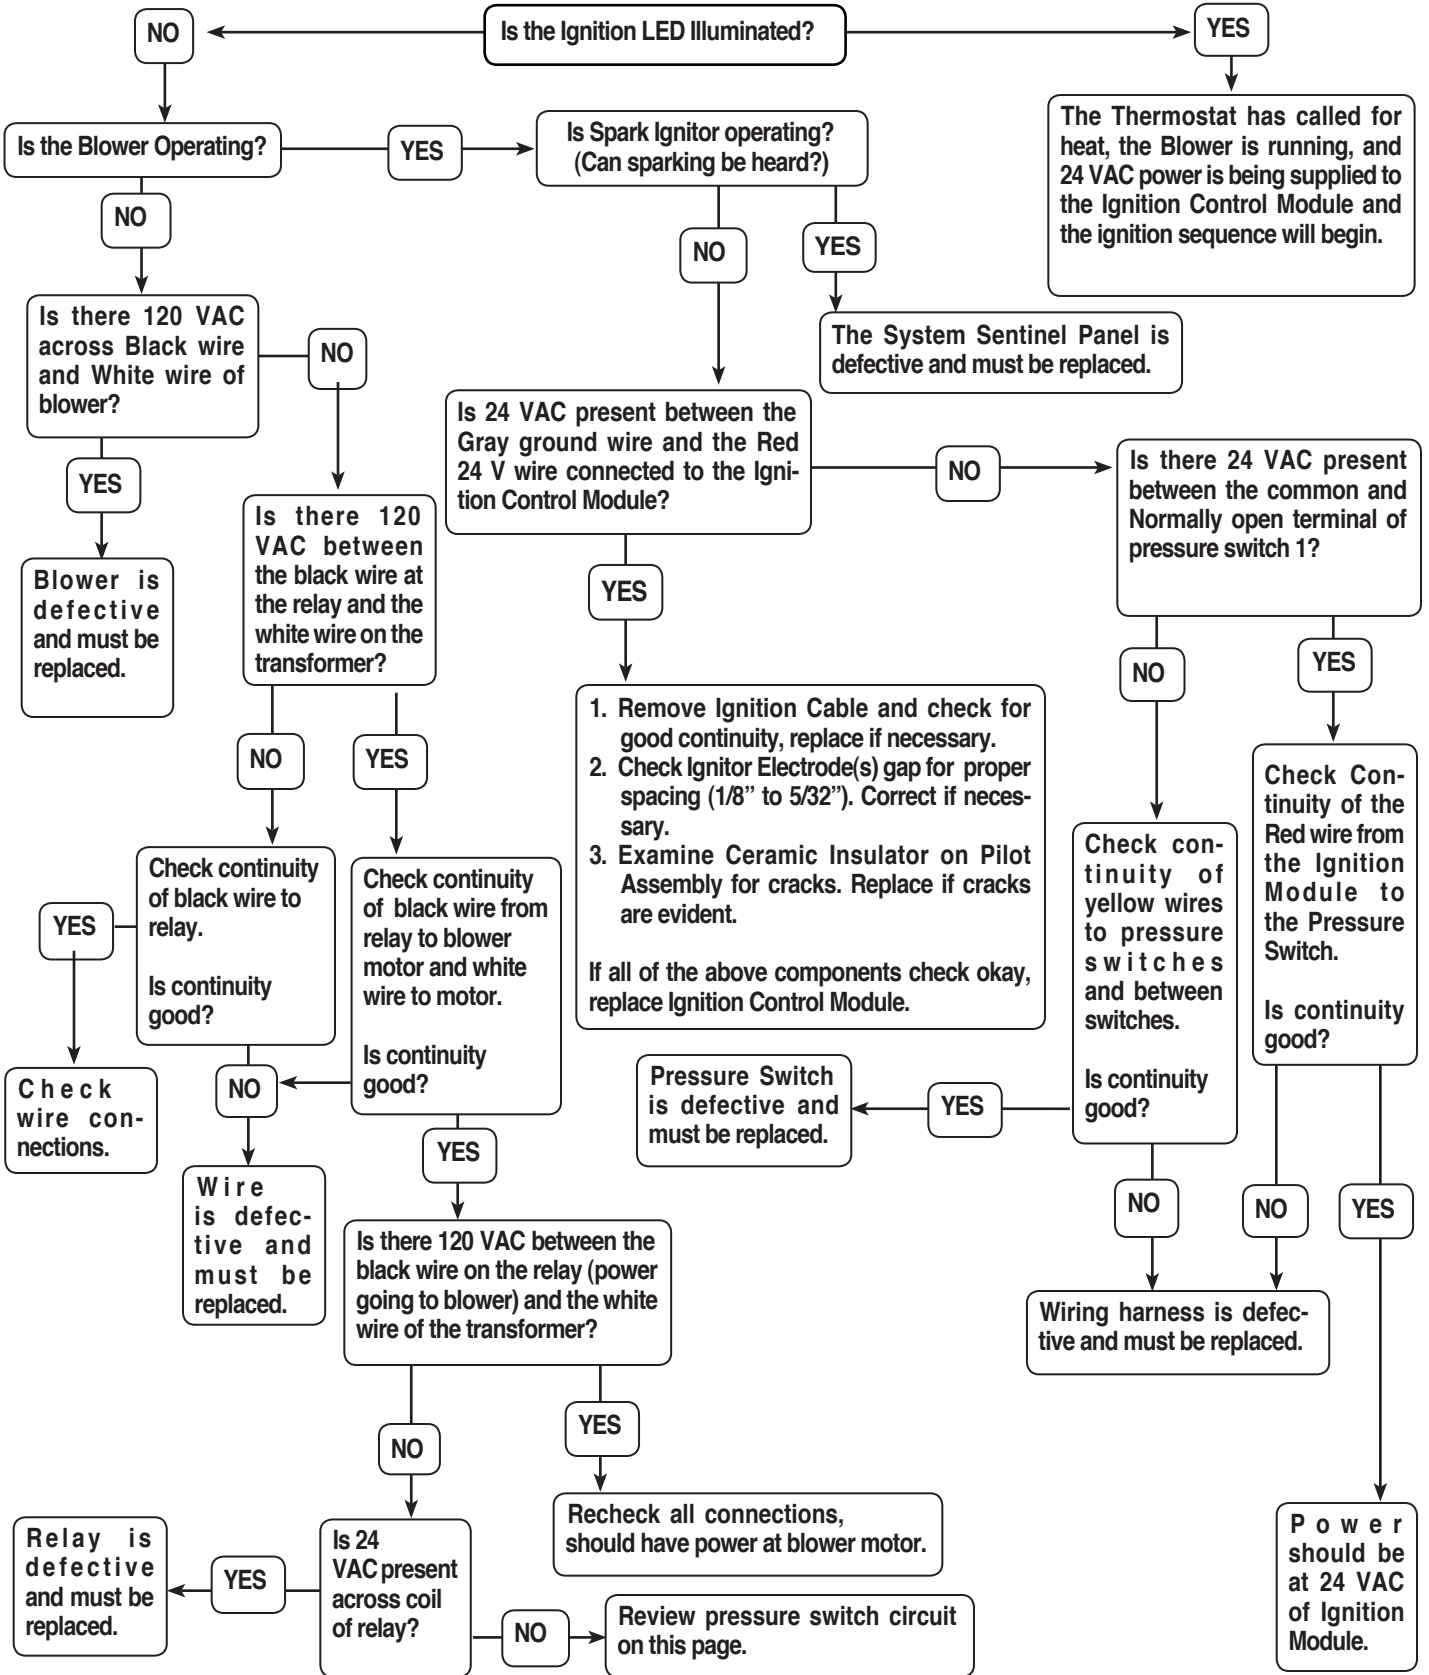 NO
Is the Ignition LED Illuminated?
YES
The Thermostat has called for
heat, the Blower is running, and
24 VAC power is being supplied to
the Ignition Control Module and
the ignition sequence will begin.
Is the Blower Operating?
YES
Is Spark Ignitor operating?
(Can sparking be heard?)
NO
NO
YES
The System Sentinel Panel is
defective and must be replaced.
Is there 120 VAC
across Black wire
and White wire of
blower?
NO
YES
Blower is
defective
and must be
replaced.
Is there 120
VAC between
the black wire at
the relay and the
white wire on the
transformer?
Is 24 VAC present between the
Gray ground wire and the Red
24 V wire connected to the Igni-
tion Control Module?
NO
Is there 24 VAC present
between the common and
Normally open terminal of
pressure switch 1?
YES
NO
YES
NO
YES
1. Remove Ignition Cable and check for
good continuity, replace if necessary.
2. Check Ignitor Electrode(s) gap for proper
spacing (1/8” to 5/32”). Correct if neces-
sary.
3. Examine Ceramic Insulator on Pilot
Assembly for cracks. Replace if cracks
are evident.
If all of the above components check okay,
replace Ignition Control Module.
Check continuity
of black wire to
relay.
Is continuity
good?
YES
Check
wire con-
nections.
Check continuity
of black wire from
relay to blower
motor and white
wire to motor.
Is continuity
good?
NO
Wire
is defec-
tive and
must be
replaced.
YES
Check con-
tinuity of
yellow wires
to pressure
switches
and between
switches.
Is continuity
good?
YES
Pressure Switch
is defective and
must be replaced.
Check Con-
tinuity of the
Red wire from
the Ignition
Module to
the Pressure
Switch.
Is continuity
good?
NO
NO
YES
Wiring harness is defec-
tive and must be replaced.
Is there 120 VAC between the
black wire on the relay (power
going to blower) and the white
wire of the transformer?
NO
YES
Recheck all connections,
should have power at blower motor.
Is 24
VAC present
across coil
of relay?
YES
Relay is
defective
and must be
replaced.
NO
Review pressure switch circuit
on this page.
Power
should be
at 24 VAC
of Ignition
Module.